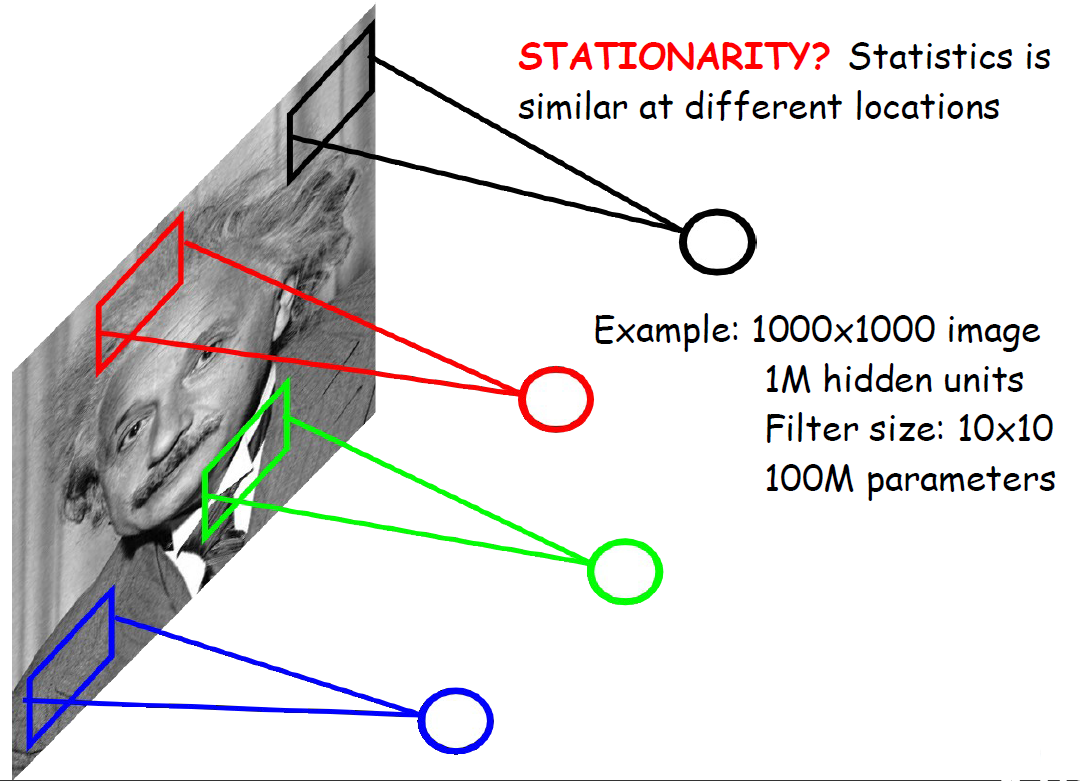 STATIONARITY? Statistics is
similar at different locations
Example: 1000x1000 image
1M hidden units
Filter size: 10x10
100M parameters